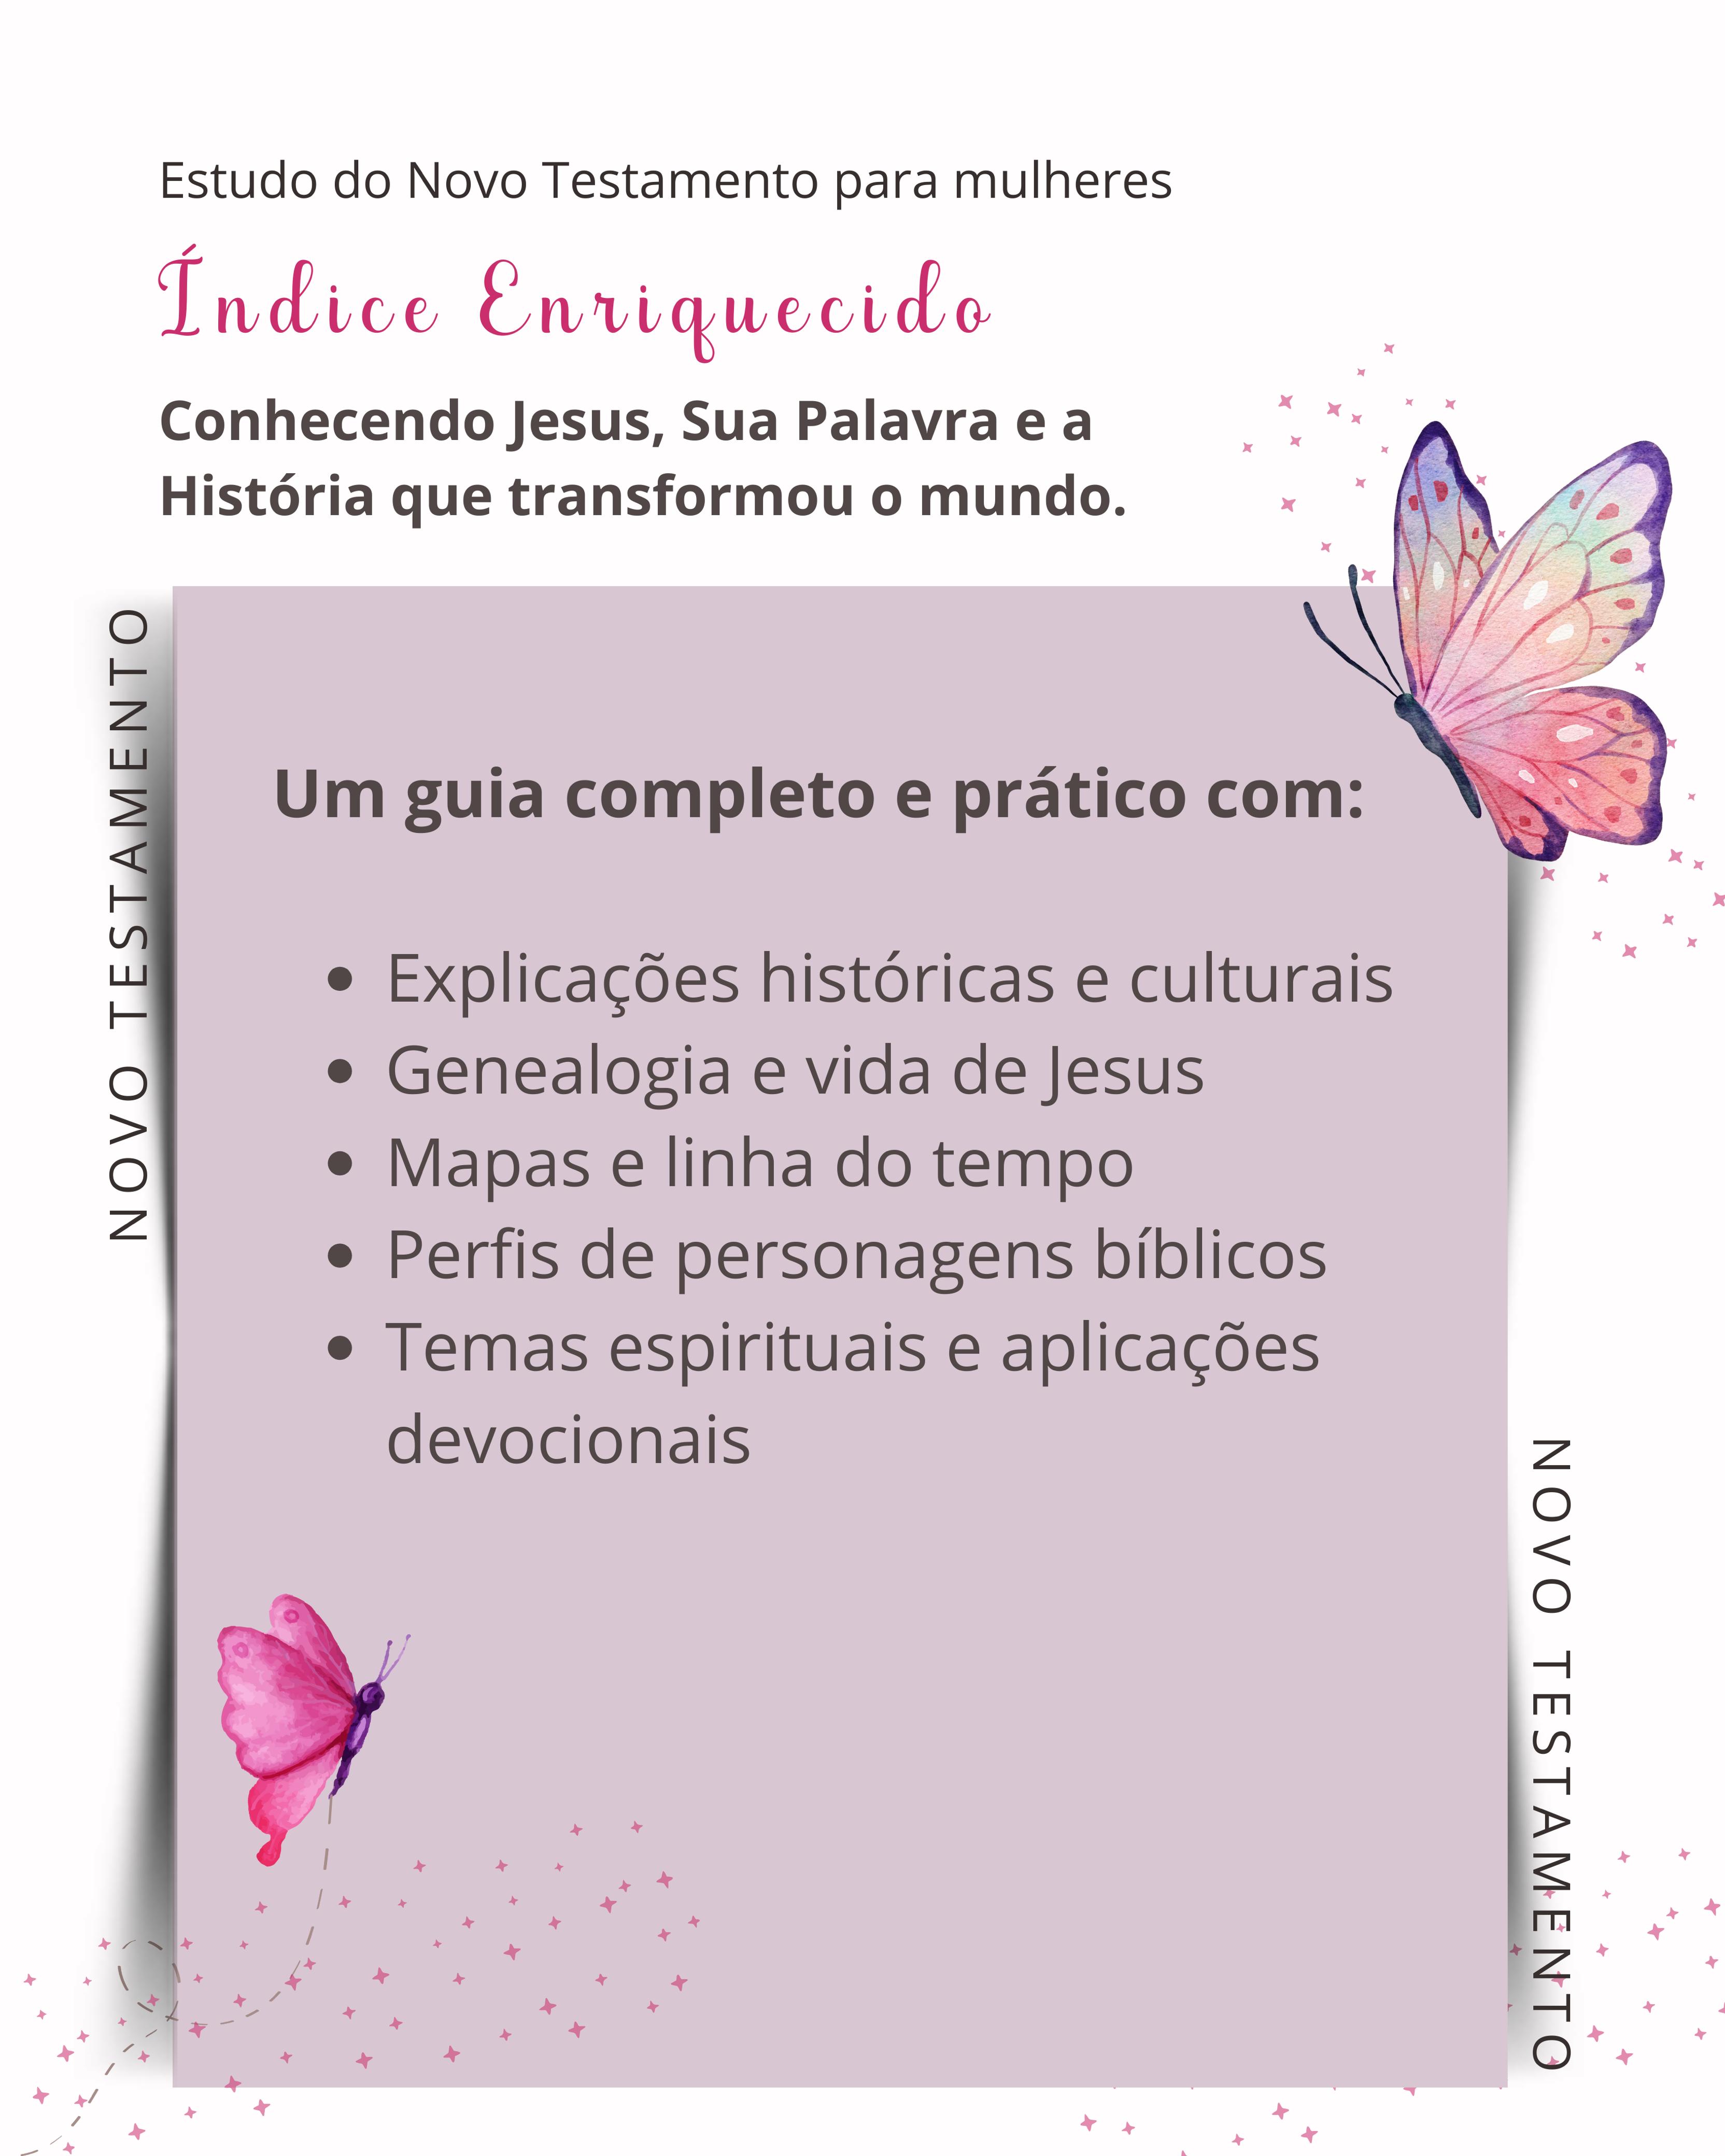 Estudo do Novo Testamento para mulheres
Índice Enriquecido
Conhecendo Jesus, Sua Palavra e a
História que transformou o mundo.
NOVO TESTAMENTO
Um guia completo e prático com:
• Explicações históricas e culturais
• Genealogia e vida de Jesus
• Mapas e linha do tempo
• Perfis de personagens bíblicos
• Temas espirituais e aplicações
devocionais
NOVO TESTAMENTO